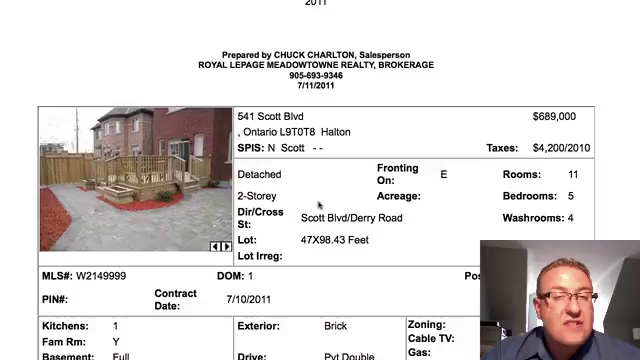 2011
Prepared by CHUCK CHARLTON, Salesperson
ROYAL LEPAGE MEADOWTOWNE REALTY, BROKERAGE
905-693-9346
7/11/2011
541 Scott Blvd $689,000
, Ontario L9T0T8 Halton
SPIS: N Scott - - Taxes: $4,200/2010
Detached Fronting On: E Rooms: 11
2-Storey Acreage: Bedrooms: 5
Dir/Cross St: Scott Blvd/Derry Road Washrooms: 4
Lot: 47X98.43 Feet
Lot Irreg:
MLS#: W2149999 DOM: 1 Pos
PIN#: Contract Date: 7/10/2011
Kitchens: 1 Exterior: Brick Zoning:
Fam Rm: Y Cable TV:
Basement: Full Drive: Pvt Double Gas: